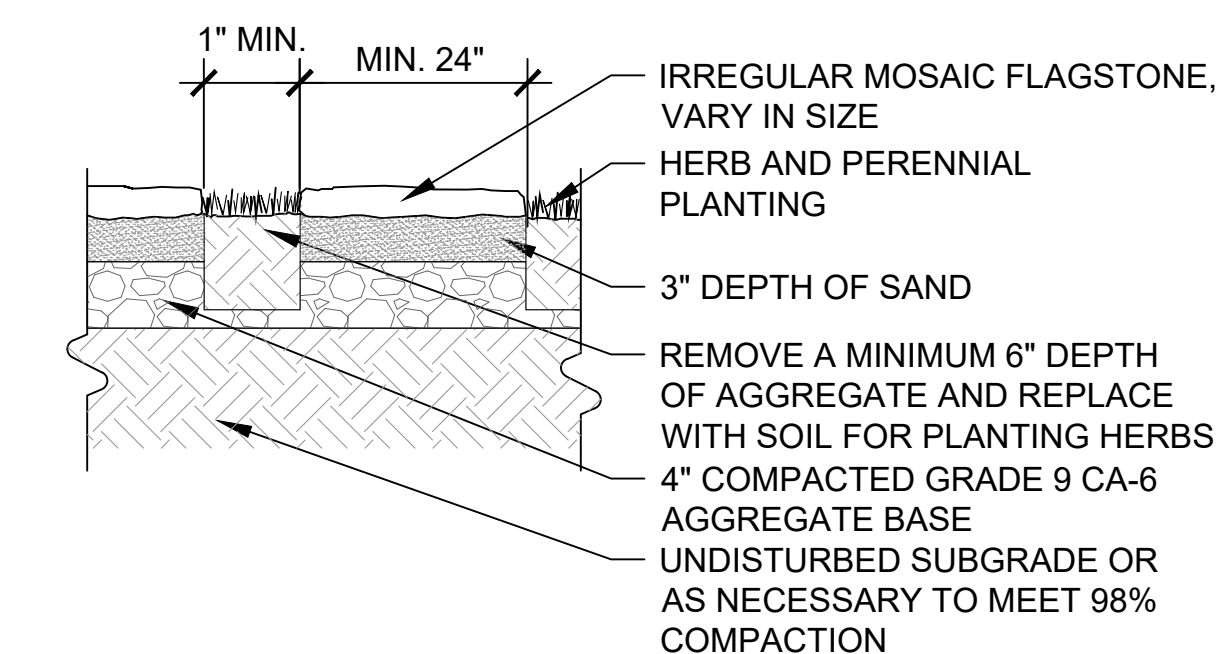 1" MIN.
MIN. 24"
IRREGULAR MOSAIC FLAGSTONE,
VARY IN SIZE
HERB AND PERENNIAL
PLANTING
3" DEPTH OF SAND
REMOVE A MINIMUM 6" DEPTH
OF AGGREGATE AND REPLACE
WITH SOIL FOR PLANTING HERBS
4" COMPACTED GRADE 9 CA-6
AGGREGATE BASE
UNDISTURBED SUBGRADE OR
AS NECESSARY TO MEET 98%
COMPACTION